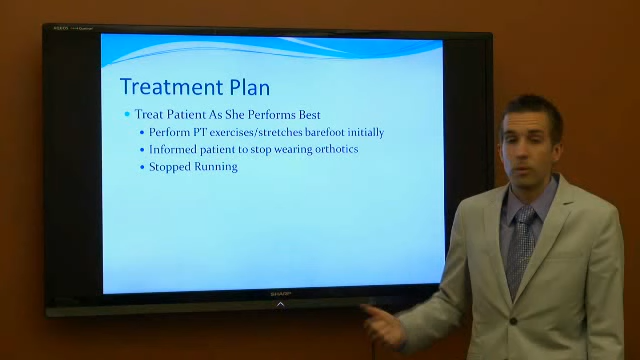 Treatment Plan
Treat Patient As She Performs Best
Perform PT exercises/stretches barefoot initially
Informed patient to stop wearing orthotics
Stopped Running
SHARP